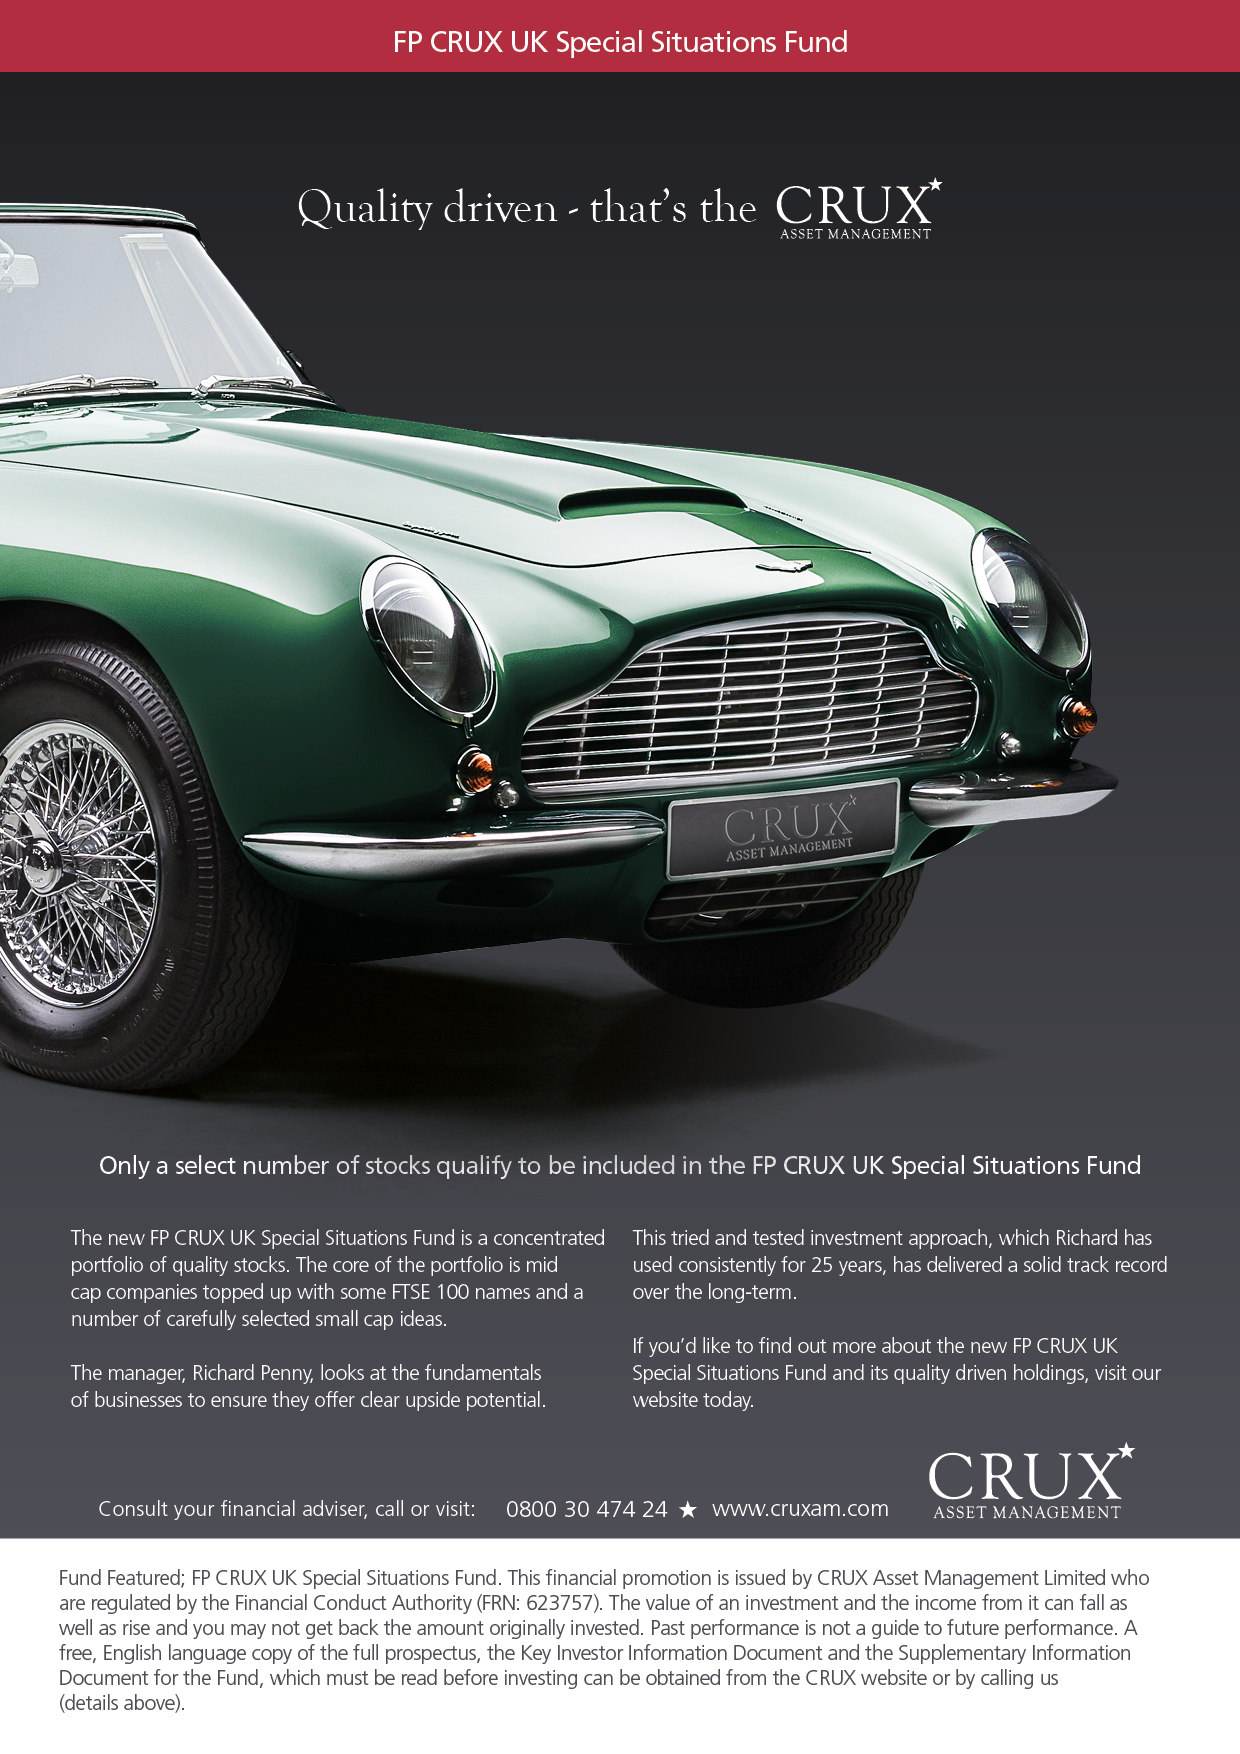 FP CRUX UK Special Situations Fund
Quality driven - that's the CRUX
ASSET MANAGEMENT
CRUX
ASSET MANAGEMENT
Only a select number of stocks qualify to be included in the FP CRUX UK Special Situations Fund
The new FP CRUX UK Special Situations Fund is a concentrated
portfolio of quality stocks. The core of the portfolio is mid
cap companies topped up with some FTSE 100 names and a
number of carefully selected small cap ideas.
The manager, Richard Penny, looks at the fundamentals
of businesses to ensure they offer clear upside potential.
This tried and tested investment approach, which Richard has
used consistently for 25 years, has delivered a solid track record
over the long-term.
If you'd like to find out more about the new FP CRUX UK
Special Situations Fund and its quality driven holdings, visit our
website today.
Consult your financial adviser, call or visit: 0800 30 474 24 ★ www.cruxam.com
CRUX
ASSET MANAGEMENT
Fund Featured; FP CRUX UK Special Situations Fund. This financial promotion is issued by CRUX Asset Management Limited who
are regulated by the Financial Conduct Authority (FRN: 623757). The value of an investment and the income from it can fall as
well as rise and you may not get back the amount originally invested. Past performance is not a guide to future performance. A
free, English language copy of the full prospectus, the Key Investor Information Document and the Supplementary Information
Document for the Fund, which must be read before investing can be obtained from the CRUX website or by calling us
(details above).